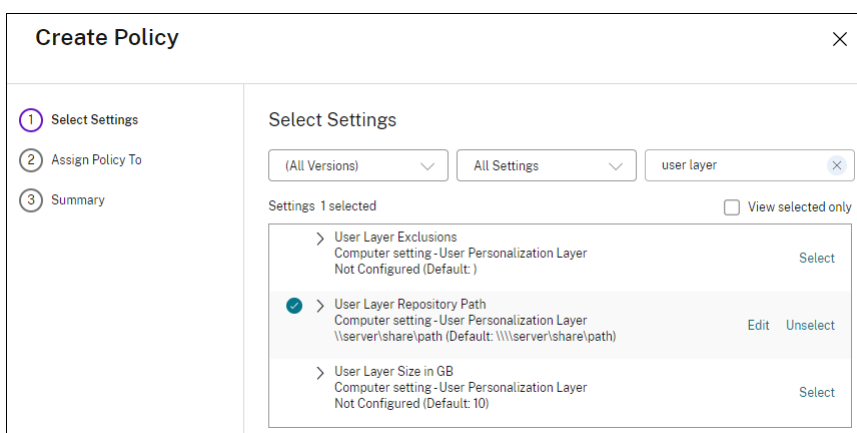 Create Policy
1 Select Settings
2 Assign Policy To
3 Summary
Select Settings
(All Versions)
All Settings
user layer
Settings 1 selected
View selected only
User Layer Exclusions
Computer setting - User Personalization Layer
Not Configured (Default: )
Select
User Layer Repository Path
Computer setting - User Personalization Layer
\\server\share\path (Default: \\\\server\share\path)
Edit Unselect
User Layer Size in GB
Computer setting - User Personalization Layer
Not Configured (Default: 10)
Select